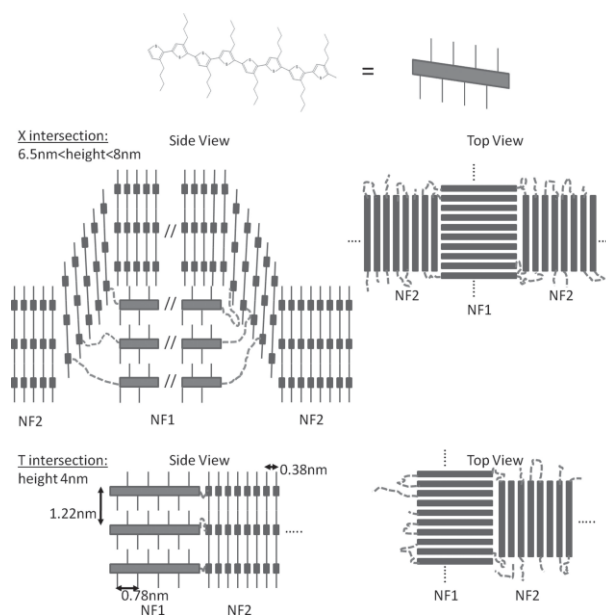 =
X intersection:
6.5nm<height<8nm
Side View
Top View
//
//
//
//
NF2
NF1
NF2
NF2
NF1
NF2
T intersection:
height 4nm
Side View
Top View
0.38nm
1.22nm
0.78nm
NF1
NF2
NF1
NF2